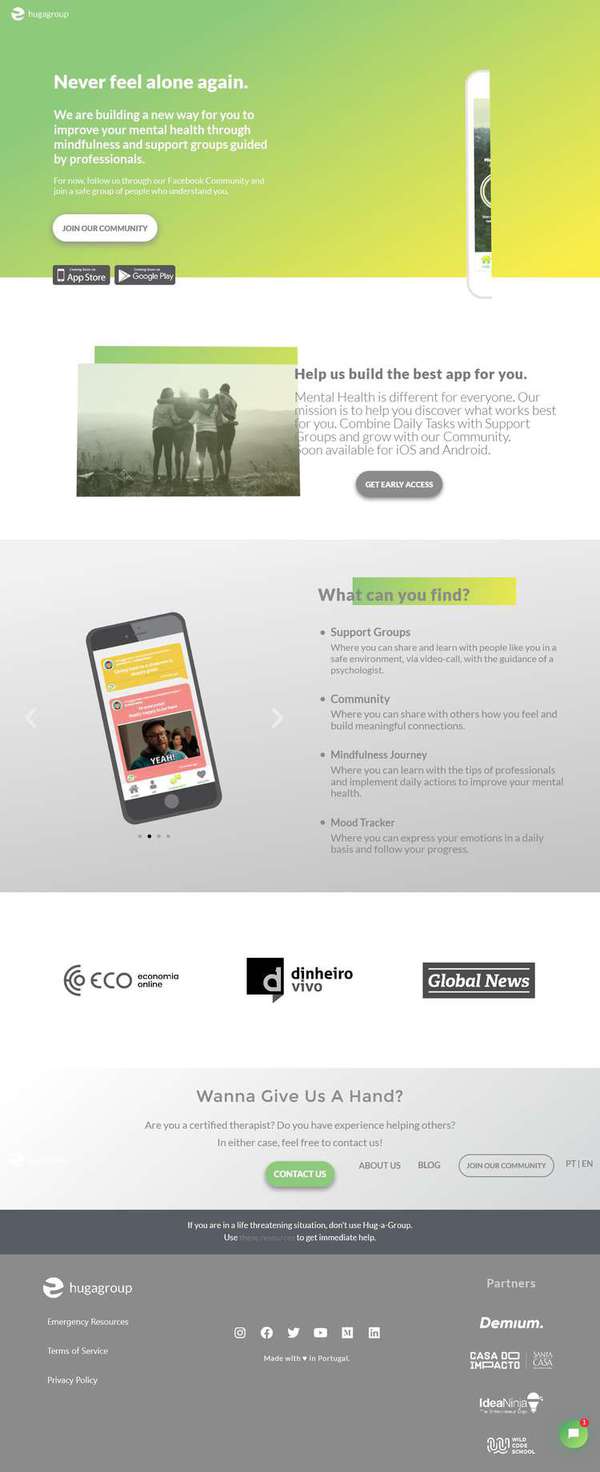 hugagroup
Never feel alone again.
We are building a new way for you to
improve your mental health through
mindfulness and support groups guided
by professionals.
For now, follow us through our Facebook Community and
join a safe group of people who understand you.
JOIN OUR COMMUNITY
Coming Soon on
App Store
Coming Soon on
Google Play
Help us build the best app for you.
Mental Health is different for everyone. Our
mission is to help you discover what works best
for you. Combine Daily Tasks with Support
Groups and grow with our Community.
Soon available for iOS and Android.
GET EARLY ACCESS
What can you find?
Support Groups
Where you can share and learn with people like you in a
safe environment, via video-call, with the guidance of a
psychologist.
Community
Where you can share with others how you feel and
build meaningful connections.
Mindfulness Journey
Where you can learn with the tips of professionals
and implement daily actions to improve your mental
health.
Mood Tracker
Where you can express your emotions in a daily
basis and follow your progress.
YEAH!
ECO economia
online
dinheiro
vivo
Global News
Wanna Give Us A Hand?
Are you a certified therapist? Do you have experience helping others?
In either case, feel free to contact us!
CONTACT US
ABOUT US
BLOG
JOIN OUR COMMUNITY
PT | EN
If you are in a life threatening situation, don't use Hug-a-Group.
Use these resources to get immediate help.
hugagroup
Emergency Resources
Terms of Service
Privacy Policy
Made with ♥ in Portugal.
Partners
Demium.
CASA DO
IMPACTO
SANTA
CASA
IdeaNinja
WILD
CODE
SCHOOL
1